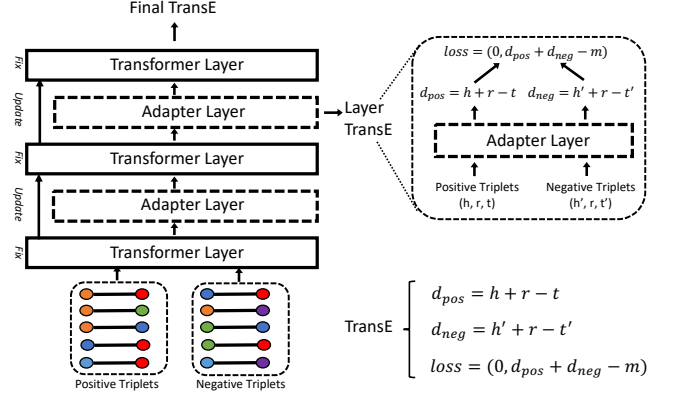 Final TransE
Transformer Layer
Fix
Adapter Layer
Update
Transformer Layer
Fix
Adapter Layer
Update
Transformer Layer
Fix
Positive Triplets
Negative Triplets
Layer
TransE
loss = (0, d_pos + d_neg − m)
d_pos = h + r − t
d_neg = h′ + r − t′
Adapter Layer
Positive Triplets
(h, r, t)
Negative Triplets
(h′, r, t′)
TransE
d_pos = h + r − t
d_neg = h′ + r − t′
loss = (0, d_pos + d_neg − m)